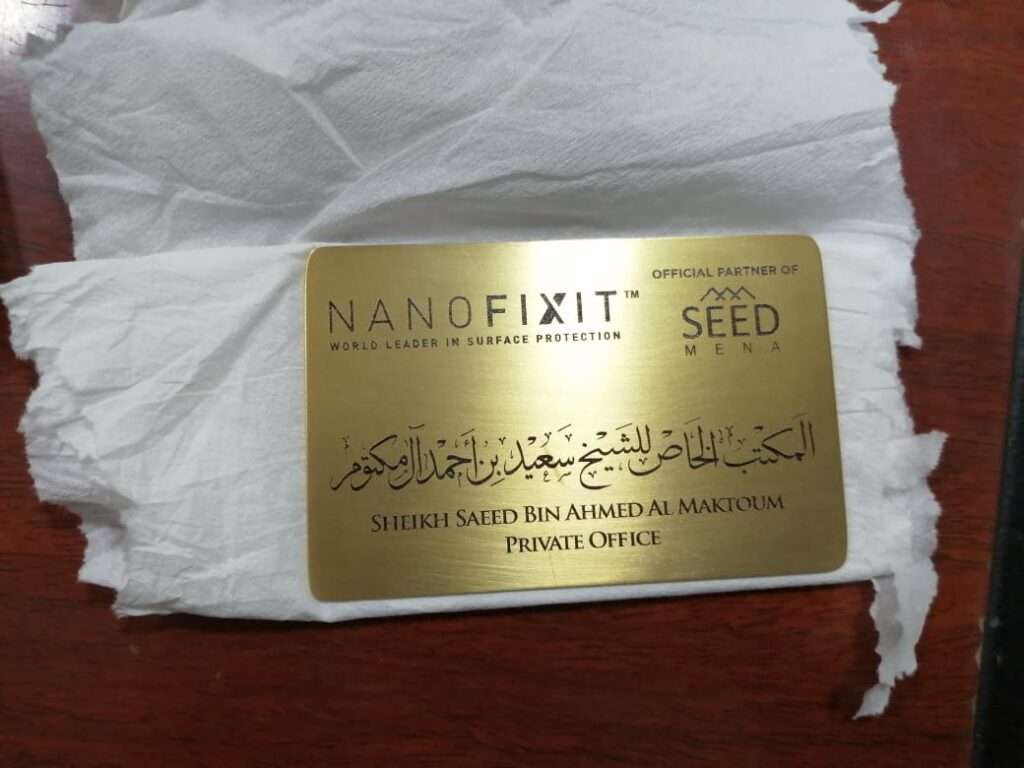 NANOFIXIT™
WORLD LEADER IN SURFACE PROTECTION
OFFICIAL PARTNER OF
SEED
MENA
المكتب الخاص للشيخ سعيد بن أحمد آل مكتوم
SHEIKH SAEED BIN AHMED AL MAKTOUM
PRIVATE OFFICE